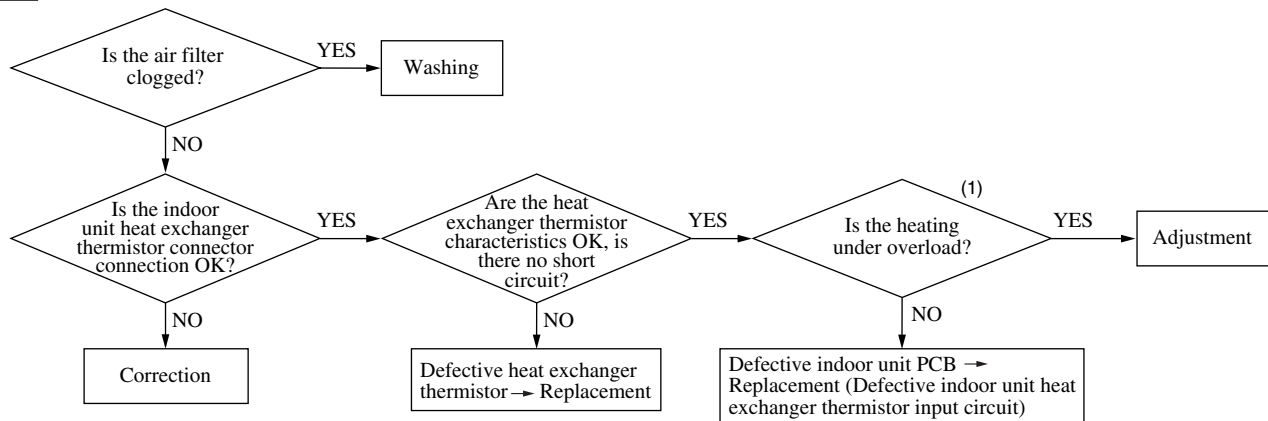 Is the air filter
clogged?
YES
Washing
NO
Is the indoor
unit heat exchanger
thermistor connector
connection OK?
YES
Are the heat
exchanger thermistor
characteristics OK, is
there no short
circuit?
YES
(1)
Is the heating
under overload?
YES
Adjustment
NO
Correction
NO
Defective heat exchanger
thermistor → Replacement
NO
Defective indoor unit PCB →
Replacement (Defective indoor unit heat
exchanger thermistor input circuit)